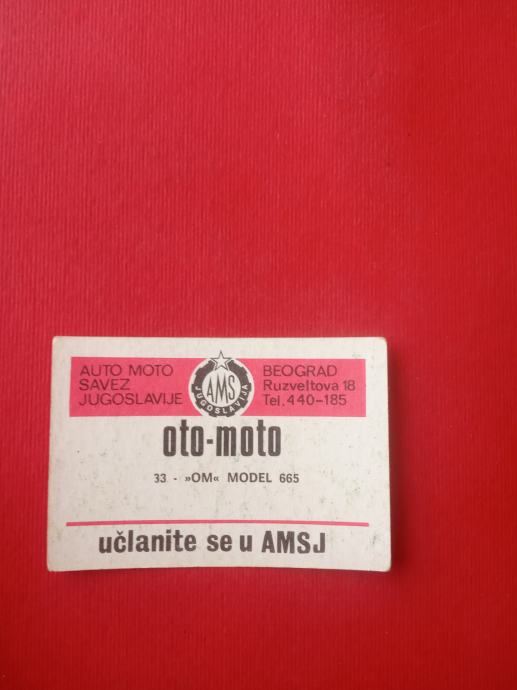 AUTO MOTO
SAVEZ
JUGOSLAVIJE
AMS
JUGOSLAVIJA
BEOGRAD
Ruzveltova 18
Tel. 440-185
oto-moto
33 - »OM« MODEL 665
učlanite se u AMSJ